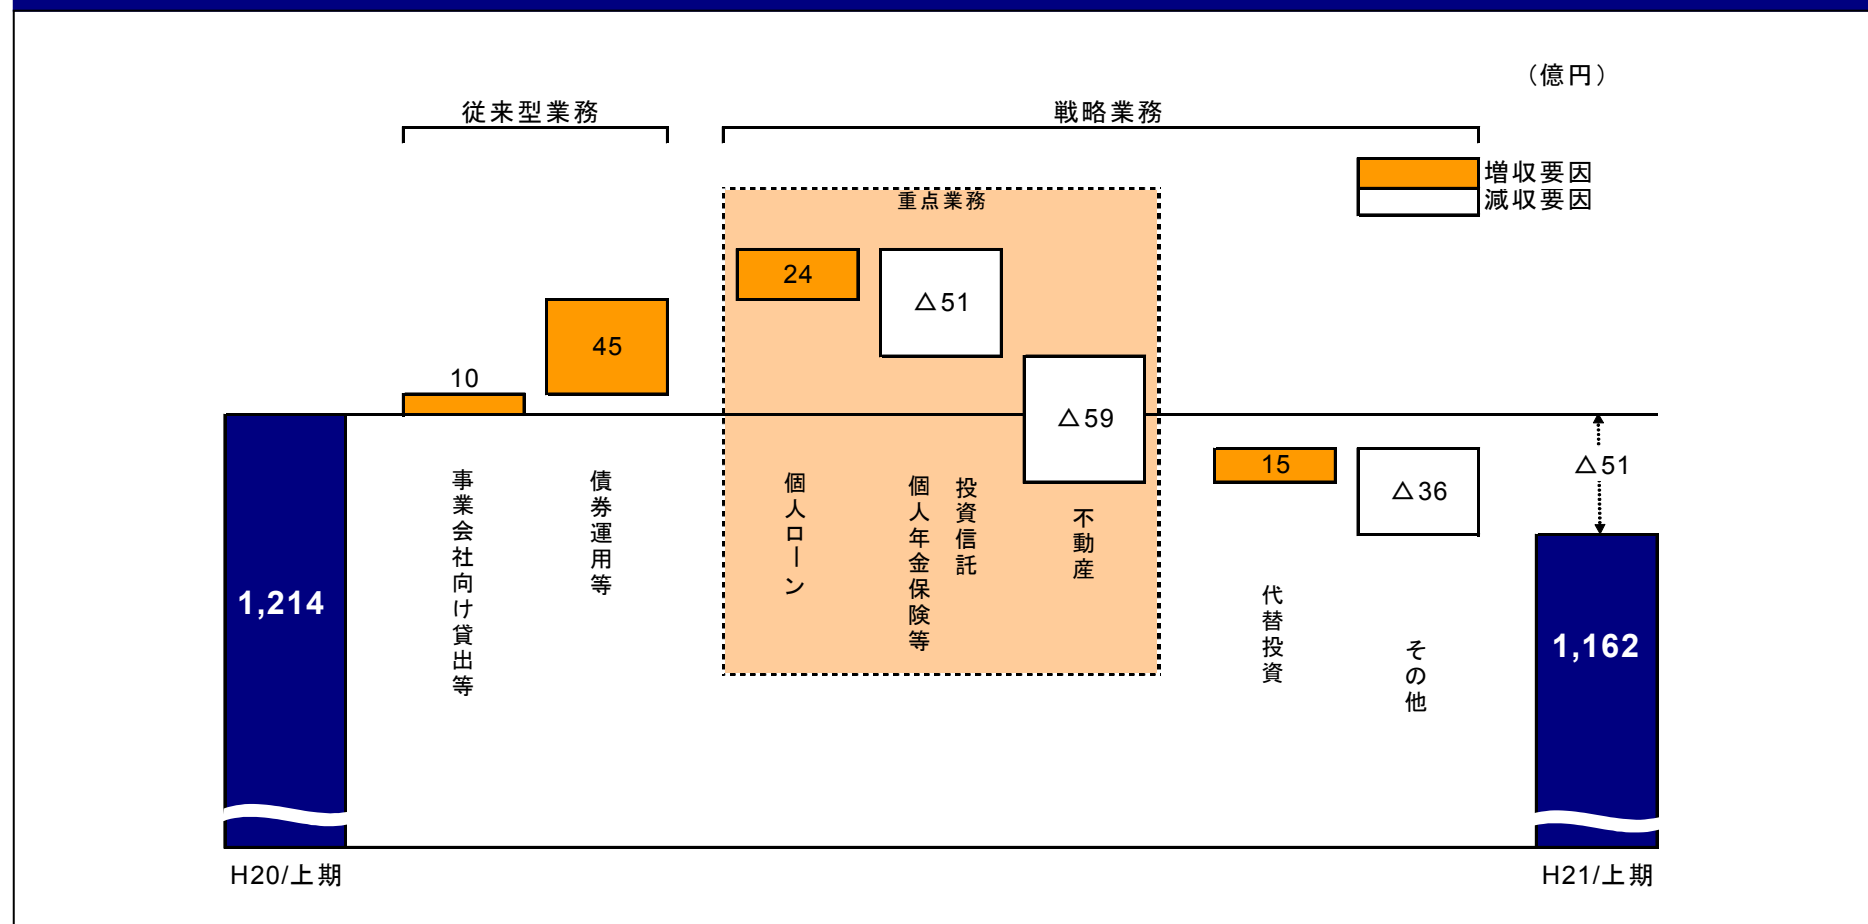 （億円）
従来型業務
戦略業務
増収要因
減収要因
重点業務
24
△51
45
10
△59
15
△36
△51
事業会社向け貸出等
債券運用等
個人ローン
投資信託
個人年金保険等
不動産
代替投資
その他
1,214
1,162
H20/上期
H21/上期